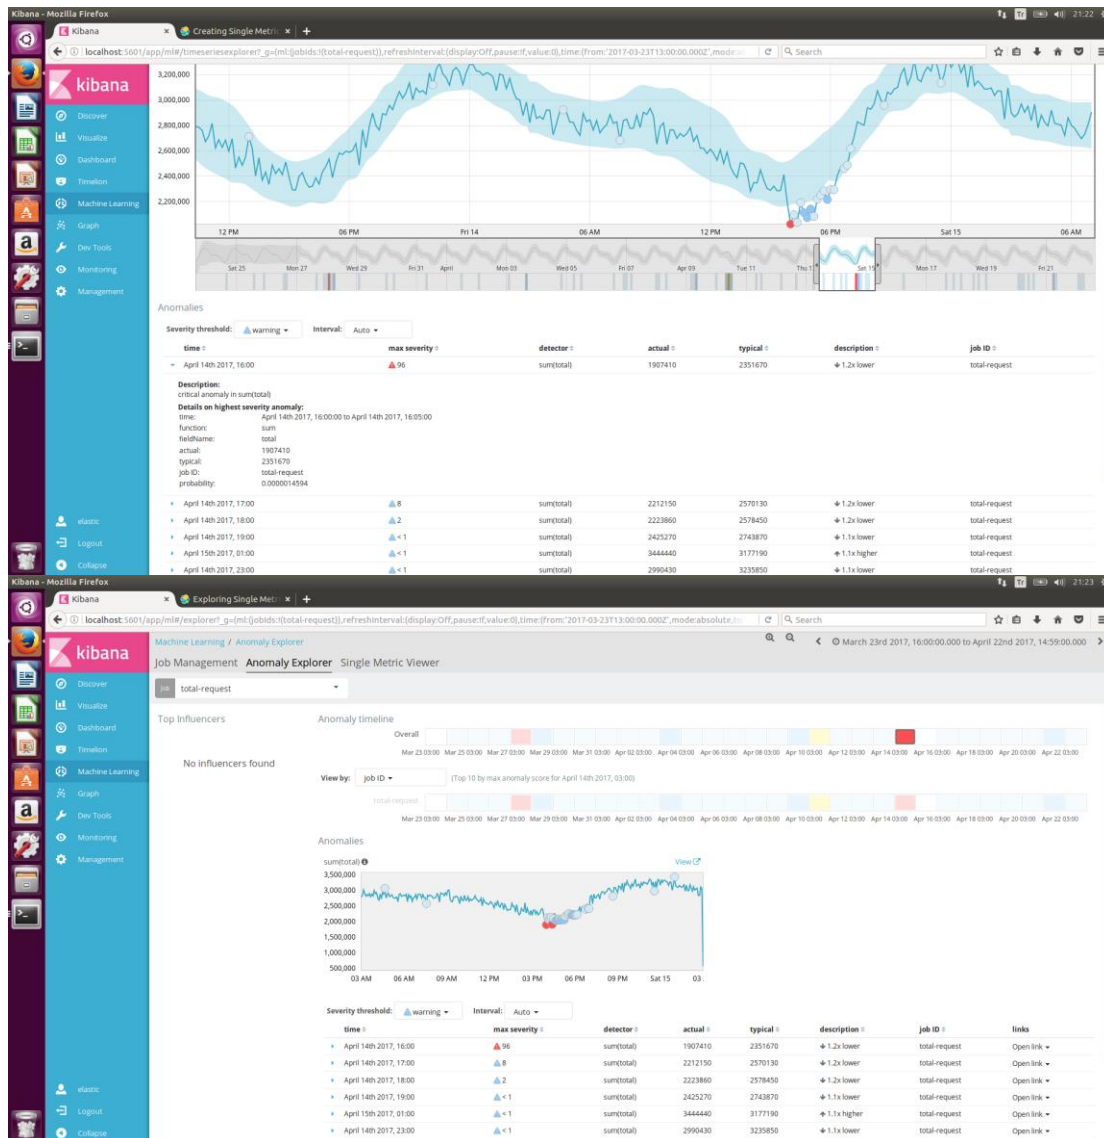 Kibana - Mozilla Firefox
Tr
21:22
Kibana
Creating Single Metric
localhost:5601/app/ml#/timeseriesexplorer?_g=(ml:(jobIds:!(total-request)),refreshInterval:(display:Off,pause:!f,value:0),time:(from:'2017-03-23T13:00:00.000Z',mode:
Search
kibana
Discover
Visualize
Dashboard
Timelion
Machine Learning
Graph
Dev Tools
Monitoring
Management
elastic
Logout
Collapse
3,200,000
3,000,000
2,800,000
2,600,000
2,400,000
2,200,000
12 PM 06 PM Fri 14 06 AM 12 PM 06 PM Sat 15 06 AM
Sat 25 Mon 27 Wed 29 Fri 31 April Mon 03 Wed 05 Fri 07 Apr 09 Tue 11 Thu 1 Sat 15 Mon 17 Wed 19 Fri 21
Anomalies
Severity threshold: warning Interval: Auto
time max severity detector actual typical description job ID
April 14th 2017, 16:00 96 sum(total) 1907410 2351670 1.2x lower total-request
Description:
critical anomaly in sum(total)
Details on highest severity anomaly:
time: April 14th 2017, 16:00:00 to April 14th 2017, 16:05:00
function: sum
fieldName: total
actual: 1907410
typical: 2351670
job ID: total-request
probability: 0.0000014594
April 14th 2017, 17:00 8 sum(total) 2212150 2570130 1.2x lower total-request
April 14th 2017, 18:00 2 sum(total) 2223860 2578450 1.2x lower total-request
April 14th 2017, 19:00 < 1 sum(total) 2425270 2743870 1.1x lower total-request
April 15th 2017, 01:00 < 1 sum(total) 3444440 3177190 1.1x higher total-request
April 14th 2017, 23:00 < 1 sum(total) 2990430 3235850 1.1x lower total-request
Kibana - Mozilla Firefox
Tr
21:23
Kibana
Exploring Single Met
localhost:5601/app/ml#/explorer?_g=(ml:(jobIds:!(total-request)),refreshInterval:(display:Off,pause:!f,value:0),time:(from:'2017-03-23T13:00:00.000Z',mode:absolute,
Search
kibana
Discover
Visualize
Dashboard
Timelion
Machine Learning
Graph
Dev Tools
Monitoring
Management
elastic
Logout
Collapse
Machine Learning / Anomaly Explorer
March 23rd 2017, 16:00:00.000 to April 22nd 2017, 14:59:00.000
Job Management Anomaly Explorer Single Metric Viewer
Job total-request
Top Influencers
No influencers found
Anomaly timeline
Overall
Mar 23 03:00 Mar 25 03:00 Mar 27 03:00 Mar 29 03:00 Mar 31 03:00 Apr 02 03:00 Apr 04 03:00 Apr 06 03:00 Apr 08 03:00 Apr 10 03:00 Apr 12 03:00 Apr 14 03:00 Apr 16 03:00 Apr 18 03:00 Apr 20 03:00 Apr 22 03:00
View by: job ID (Top 10 by max anomaly score for April 14th 2017, 03:00)
total-request
Mar 23 03:00 Mar 25 03:00 Mar 27 03:00 Mar 29 03:00 Mar 31 03:00 Apr 02 03:00 Apr 04 03:00 Apr 06 03:00 Apr 08 03:00 Apr 10 03:00 Apr 12 03:00 Apr 14 03:00 Apr 16 03:00 Apr 18 03:00 Apr 20 03:00 Apr 22 03:00
Anomalies
sum(total) View
3,500,000
3,000,000
2,500,000
2,000,000
1,500,000
1,000,000
500,000
03 AM 06 AM 09 AM 12 PM 03 PM 06 PM 09 PM Sat 15 03
Severity threshold: warning Interval: Auto
time max severity detector actual typical description job ID links
April 14th 2017, 16:00 96 sum(total) 1907410 2351670 1.2x lower total-request Open link
April 14th 2017, 17:00 8 sum(total) 2212150 2570130 1.2x lower total-request Open link
April 14th 2017, 18:00 2 sum(total) 2223860 2578450 1.2x lower total-request Open link
April 14th 2017, 19:00 < 1 sum(total) 2425270 2743870 1.1x lower total-request Open link
April 15th 2017, 01:00 < 1 sum(total) 3444440 3177190 1.1x higher total-request Open link
April 14th 2017, 23:00 < 1 sum(total) 2990430 3235850 1.1x lower total-request Open link